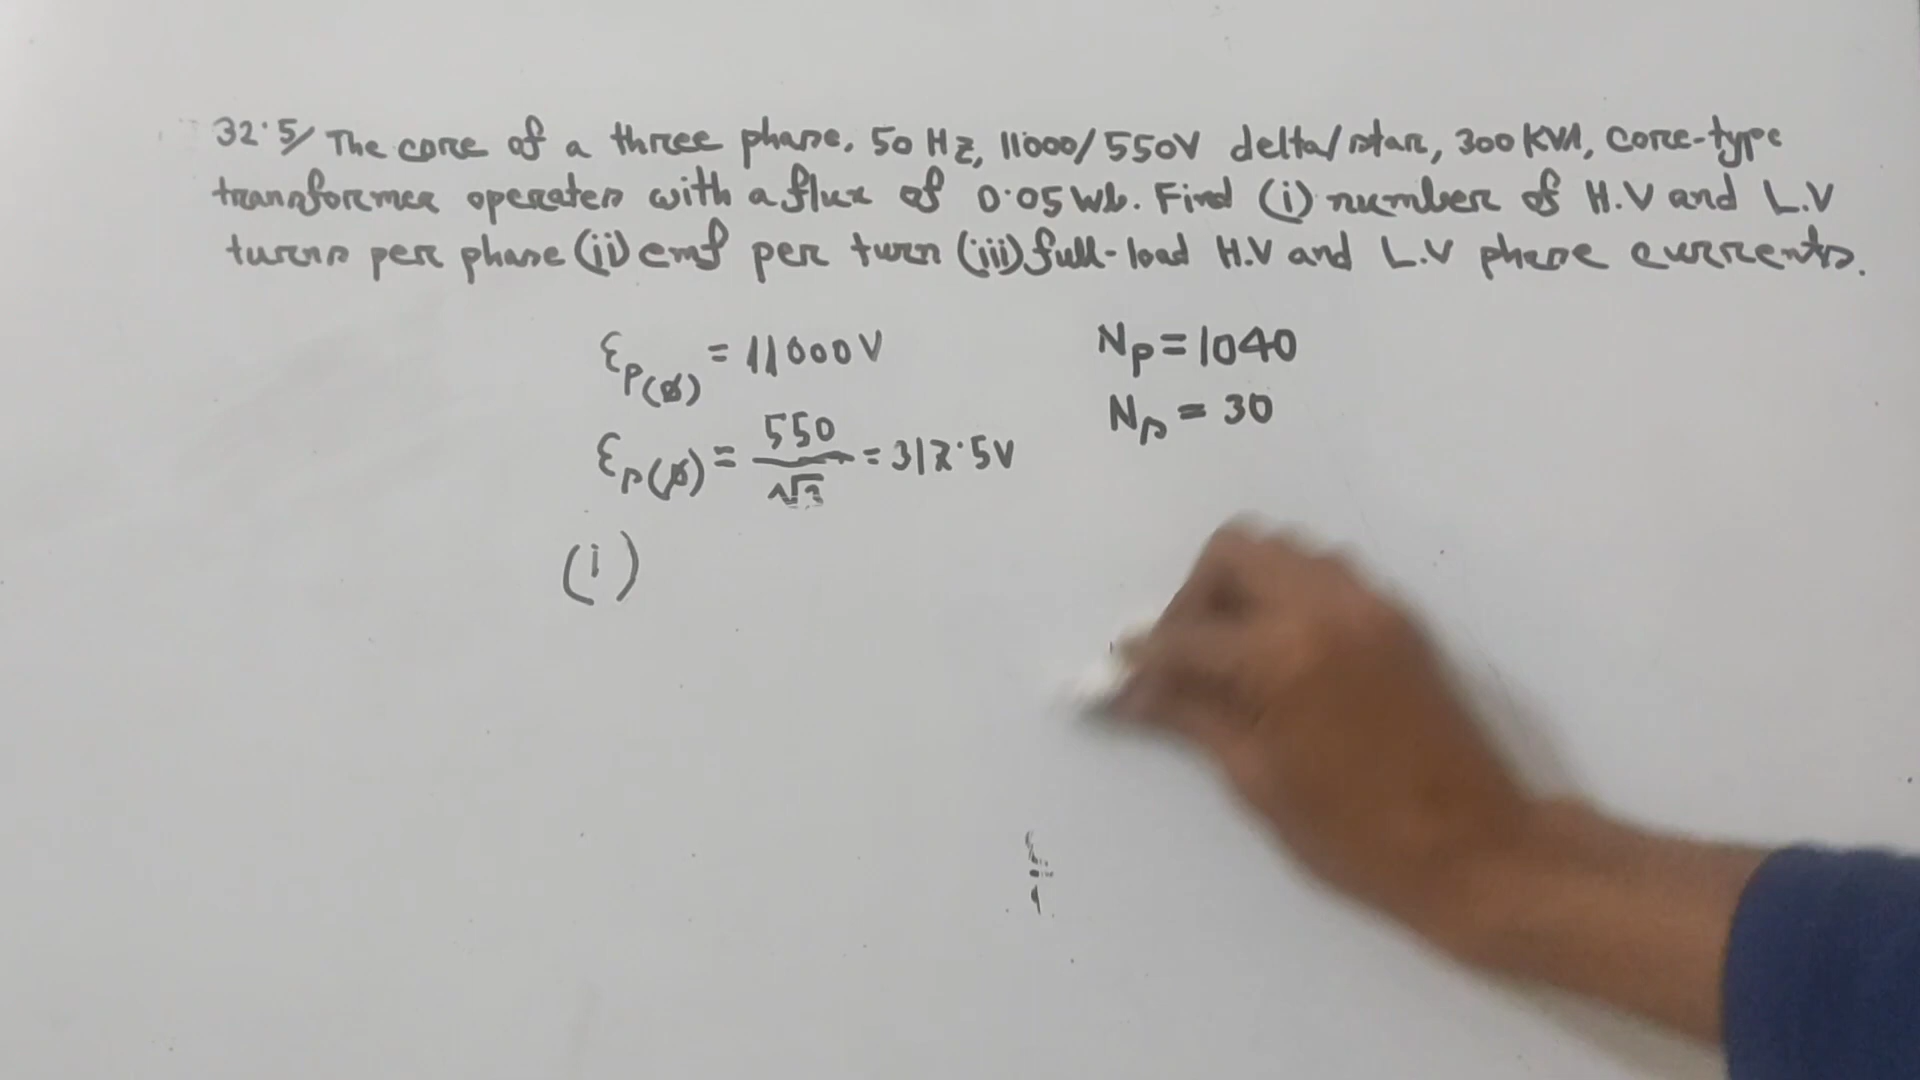 32.5/ The core of a three phase, 50 Hz, 11000/550V delta/star, 300 KVA, core-type
transformer operates with a flux of 0.05 Wb. Find (i) number of H.V and L.V
turns per phase (ii) emf per turn (iii) full-load H.V and L.V phase currents.
Ep(ø) = 11000V
Np = 1040
Es(ø) = 550/√3 = 317.5V
Ns = 30
(i)